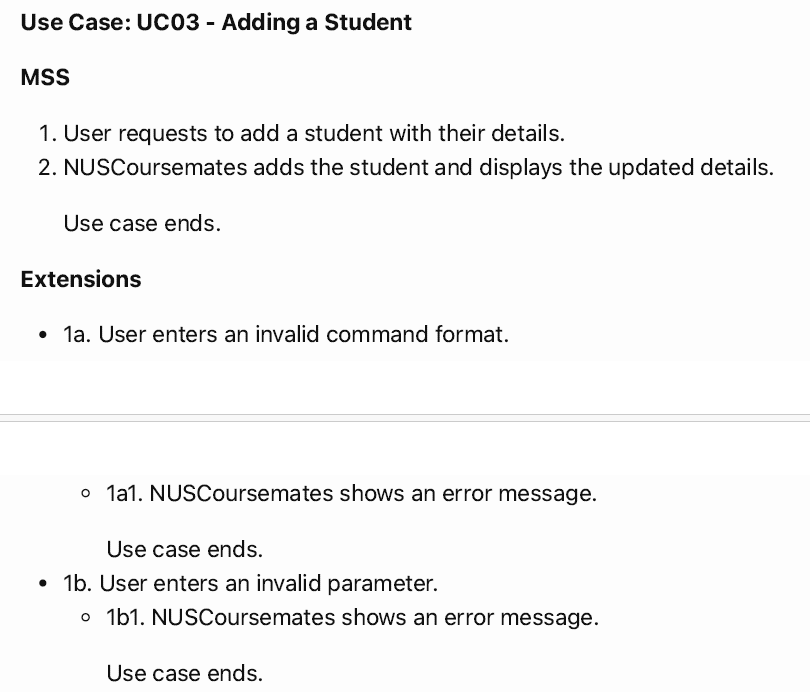 Use Case: UC03 - Adding a Student
MSS
1. User requests to add a student with their details.
2. NUSCoursemates adds the student and displays the updated details.
Use case ends.
Extensions
• 1a. User enters an invalid command format.
◦ 1a1. NUSCoursemates shows an error message.
Use case ends.
• 1b. User enters an invalid parameter.
◦ 1b1. NUSCoursemates shows an error message.
Use case ends.